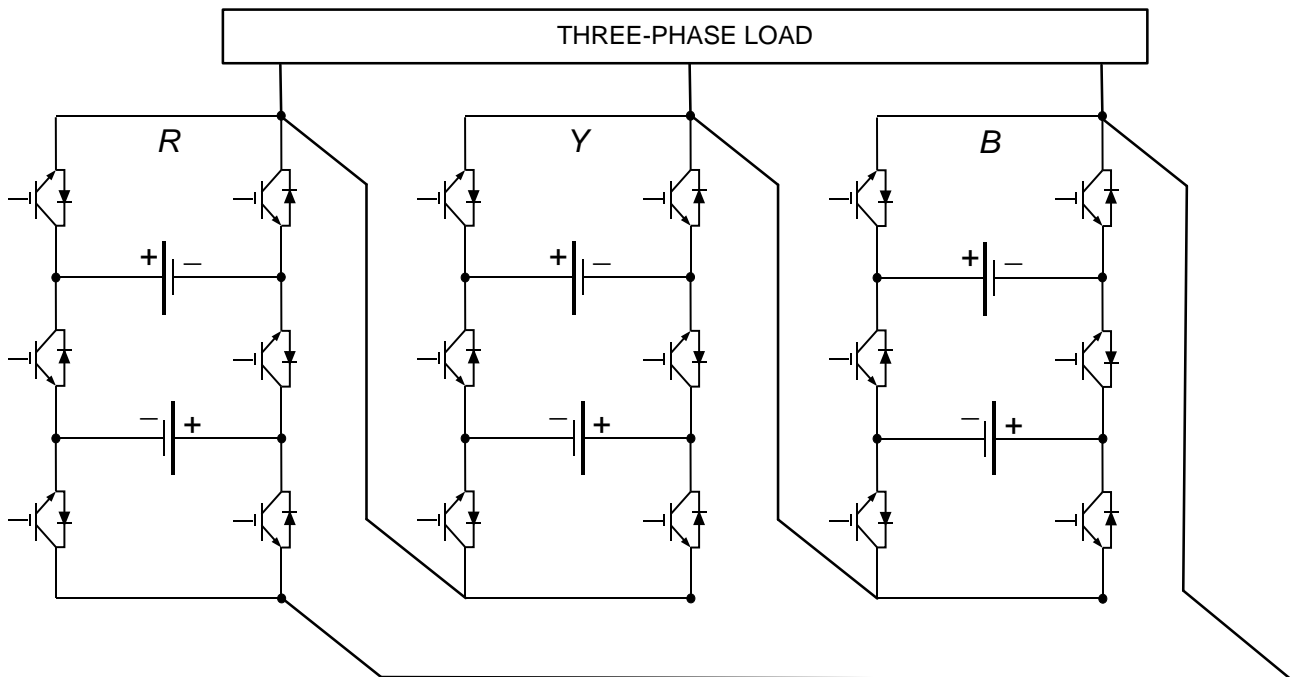 THREE-PHASE LOAD
R Y B
+ − + − + −
− + − + − +